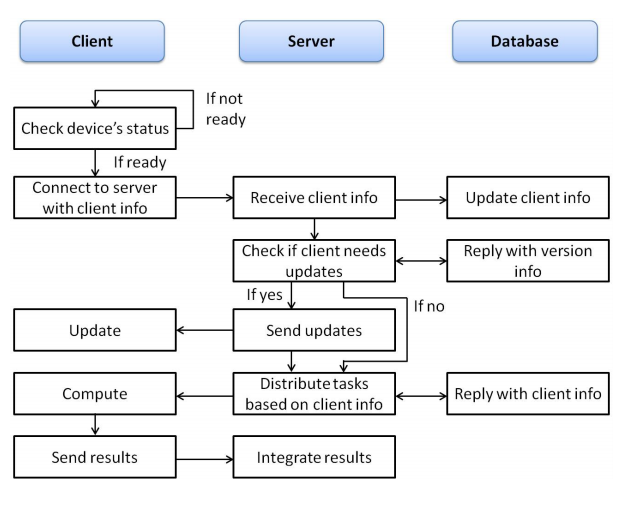 Client
Server
Database
If not
ready
Check device's status
If ready
Connect to server
with client info
Receive client info
Update client info
Check if client needs
updates
Reply with version
info
If yes
If no
Update
Send updates
Compute
Distribute tasks
based on client info
Reply with client info
Send results
Integrate results